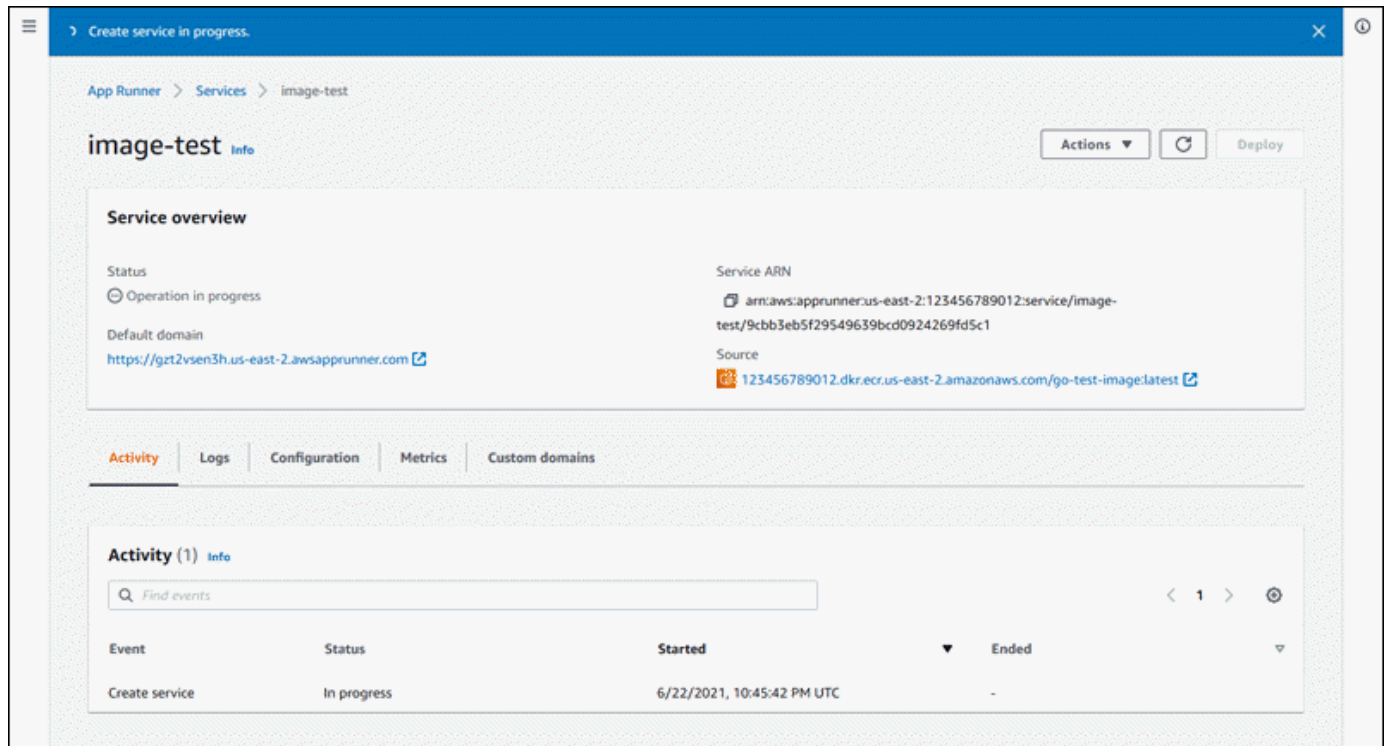 Create service in progress.
App Runner > Services > image-test
image-test Info
Actions
Deploy
Service overview
Status
Operation in progress
Default domain
https://gzt2vsen3h.us-east-2.awsapprunner.com
Service ARN
arn:aws:apprunner:us-east-2:123456789012:service/image-
test/9cbb3eb5f29549639bcd0924269fd5c1
Source
123456789012.dkr.ecr.us-east-2.amazonaws.com/go-test-image:latest
Activity Logs Configuration Metrics Custom domains
Activity (1) Info
Find events
1
Event Status Started Ended
Create service In progress 6/22/2021, 10:45:42 PM UTC -